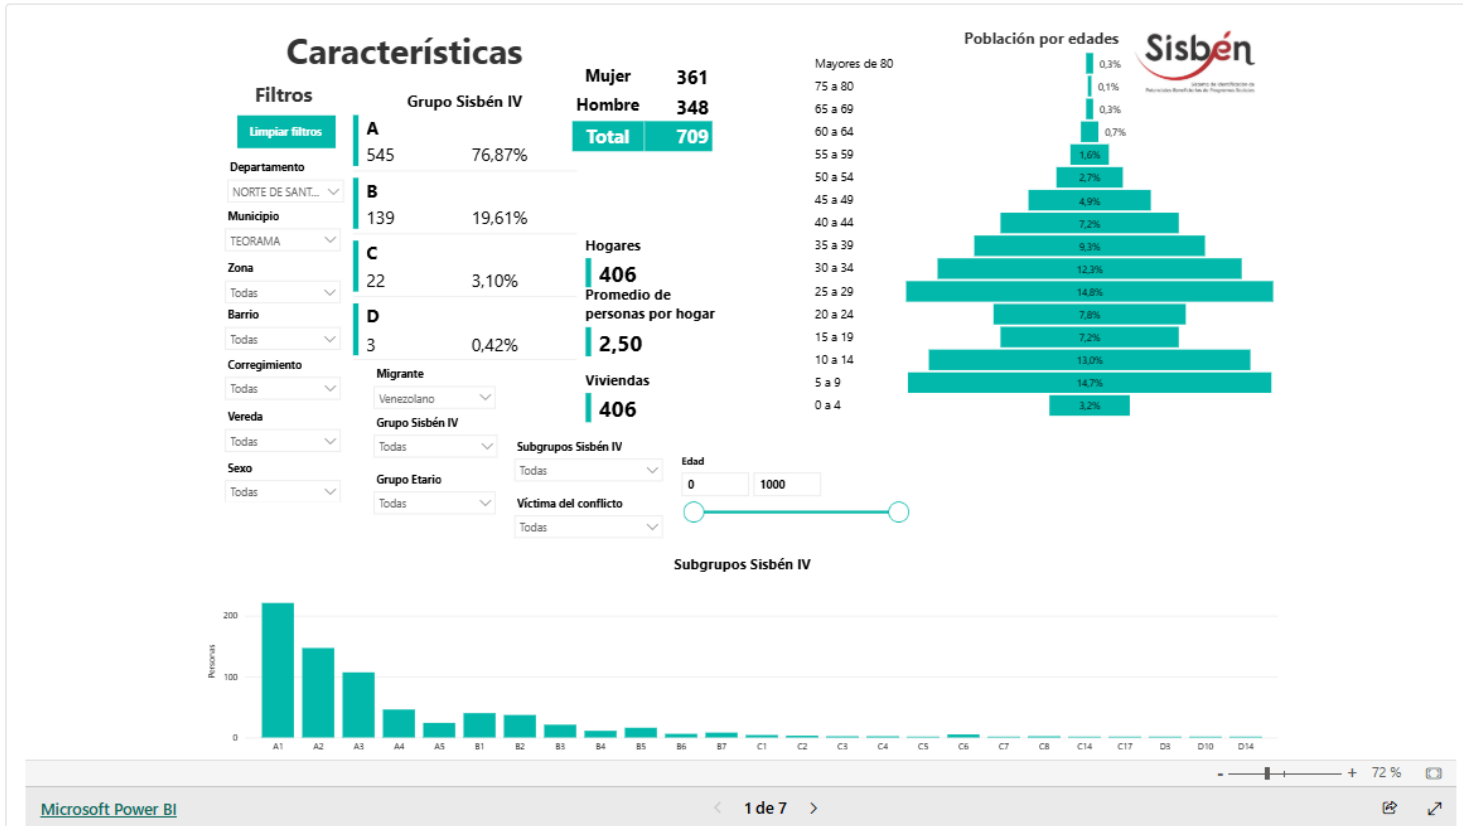 Características
Filtros
Limpiar filtros
Departamento
NORTE DE SANT...
Municipio
TEORAMA
Zona
Todas
Barrio
Todas
Corregimiento
Todas
Vereda
Todas
Sexo
Todas
Grupo Sisbén IV
A
545 76,87%
B
139 19,61%
C
22 3,10%
D
3 0,42%
Migrante
Venezolano
Grupo Sisbén IV
Todas
Grupo Etario
Todas
Mujer 361
Hombre 348
Total 709
Hogares
406
Promedio de
personas por hogar
2,50
Viviendas
406
Subgrupos Sisbén IV
Todas
Víctima del conflicto
Todas
Edad
0 1000
Población por edades
Sisbén
Sistema de Identificación de
Potenciales Beneficiarios de Programas Sociales
Mayores de 80 0,3%
75 a 80 0,1%
65 a 69 0,3%
60 a 64 0,7%
55 a 59 1,6%
50 a 54 2,7%
45 a 49 4,9%
40 a 44 7,2%
35 a 39 9,3%
30 a 34 12,3%
25 a 29 14,8%
20 a 24 7,8%
15 a 19 7,2%
10 a 14 13,0%
5 a 9 14,7%
0 a 4 3,2%
Subgrupos Sisbén IV
Personas
200
100
0
A1 A2 A3 A4 A5 B1 B2 B3 B4 B5 B6 B7 C1 C2 C3 C4 C5 C6 C7 C8 C14 C17 D3 D10 D14
- + 72 %
Microsoft Power BI
1 de 7